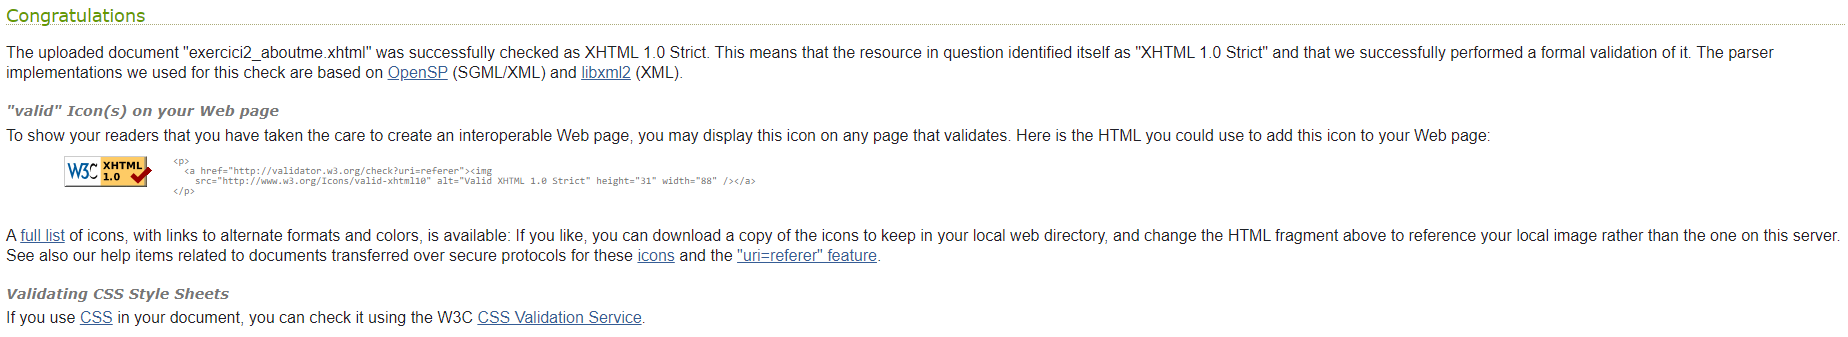 Congratulations
The uploaded document "exercici2_aboutme.xhtml" was successfully checked as XHTML 1.0 Strict. This means that the resource in question identified itself as "XHTML 1.0 Strict" and that we successfully performed a formal validation of it. The parser
implementations we used for this check are based on OpenSP (SGML/XML) and libxml2 (XML).
"valid" Icon(s) on your Web page
To show your readers that you have taken the care to create an interoperable Web page, you may display this icon on any page that validates. Here is the HTML you could use to add this icon to your Web page:
W3C XHTML 1.0
<p>
<a href="http://validator.w3.org/check?uri=referer"><img
src="http://www.w3.org/Icons/valid-xhtml10" alt="Valid XHTML 1.0 Strict" height="31" width="88" /></a>
</p>
A full list of icons, with links to alternate formats and colors, is available: If you like, you can download a copy of the icons to keep in your local web directory, and change the HTML fragment above to reference your local image rather than the one on this server.
See also our help items related to documents transferred over secure protocols for these icons and the "uri=referer" feature.
Validating CSS Style Sheets
If you use CSS in your document, you can check it using the W3C CSS Validation Service.